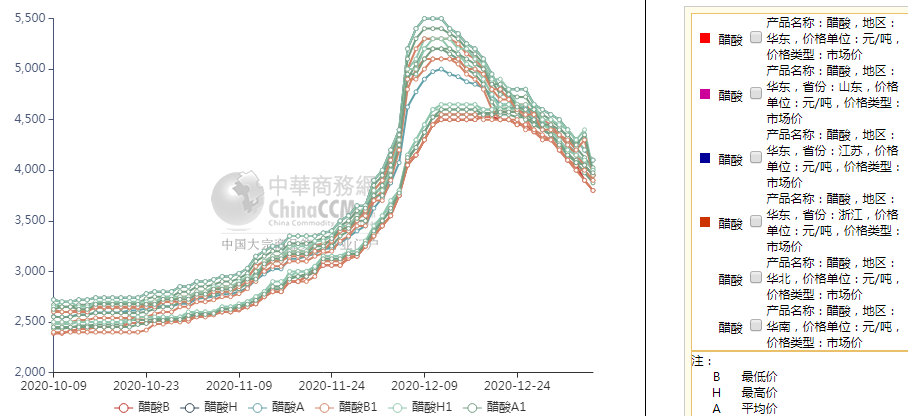 5,500
5,000
4,500
4,000
3,500
3,000
2,500
2,000
2020-10-09
2020-10-23
2020-11-09
2020-11-24
2020-12-09
2020-12-24
中華商務網
ChinaCCM
China Commodity
中国大宗
门户
醋酸B
醋酸H
醋酸A
醋酸B1
醋酸H1
醋酸A1
醋酸
产品名称：醋酸，地区：
华东，价格单位：元/吨，
价格类型：市场价
醋酸
产品名称：醋酸，地区：
华东，省份：山东，价格
单位：元/吨，价格类型：
市场价
醋酸
产品名称：醋酸，地区：
华东，省份：江苏，价格
单位：元/吨，价格类型：
市场价
醋酸
产品名称：醋酸，地区：
华东，省份：浙江，价格
单位：元/吨，价格类型：
市场价
醋酸
产品名称：醋酸，地区：
华北，价格单位：元/吨，
价格类型：市场价
醋酸
产品名称：醋酸，地区：
华南，价格单位：元/吨，
价格类型：市场价
注：
B 最低价
H 最高价
A 平均价